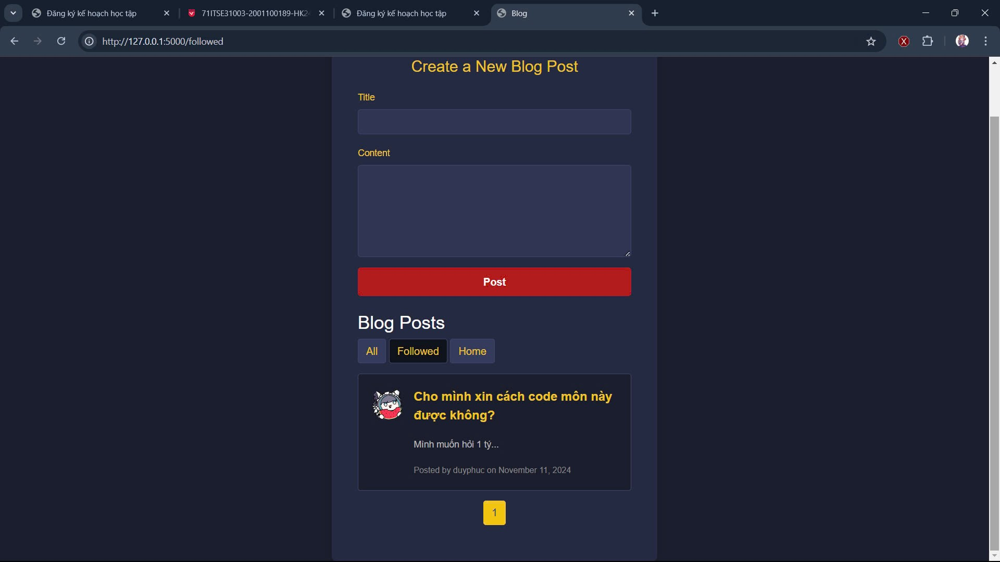 Đăng ký kế hoạch học tập
71ITSE31003-2001100189-HK2
Đăng ký kế hoạch học tập
Blog
http://127.0.0.1:5000/followed
X
Create a New Blog Post
Title
Content
Post
Blog Posts
All Followed Home
Cho mình xin cách code môn này
được không?
Mình muốn hỏi 1 tý...
Posted by duyphuc on November 11, 2024
1